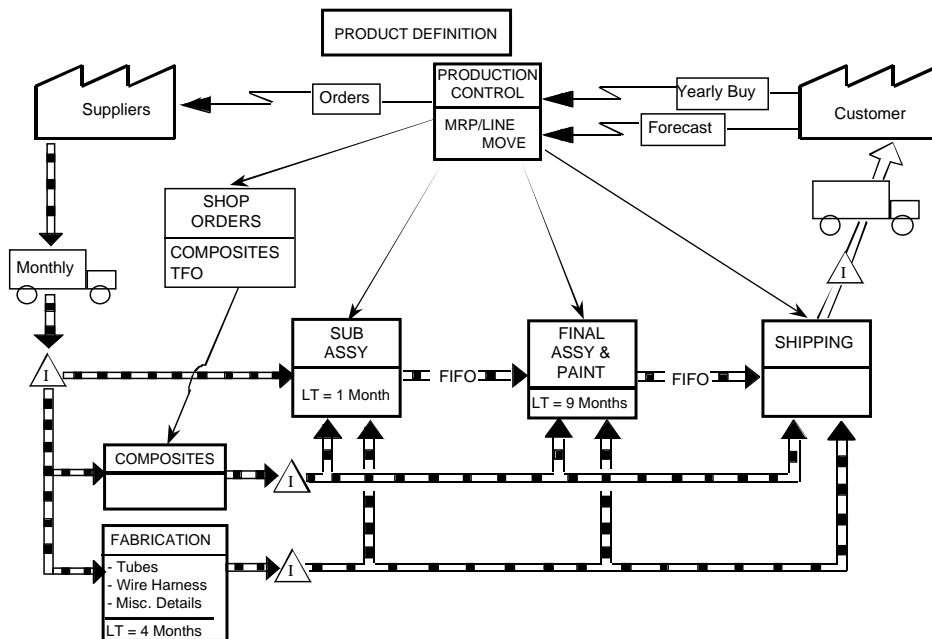 PRODUCT DEFINITION
Suppliers
Orders
PRODUCTION
CONTROL
MRP/LINE
MOVE
Yearly Buy
Forecast
Customer
SHOP
ORDERS
COMPOSITES
TFO
Monthly
I
I
SUB
ASSY
LT = 1 Month
FIFO
FINAL
ASSY &
PAINT
LT = 9 Months
FIFO
SHIPPING
COMPOSITES
I
FABRICATION
- Tubes
- Wire Harness
- Misc. Details
LT = 4 Months
I